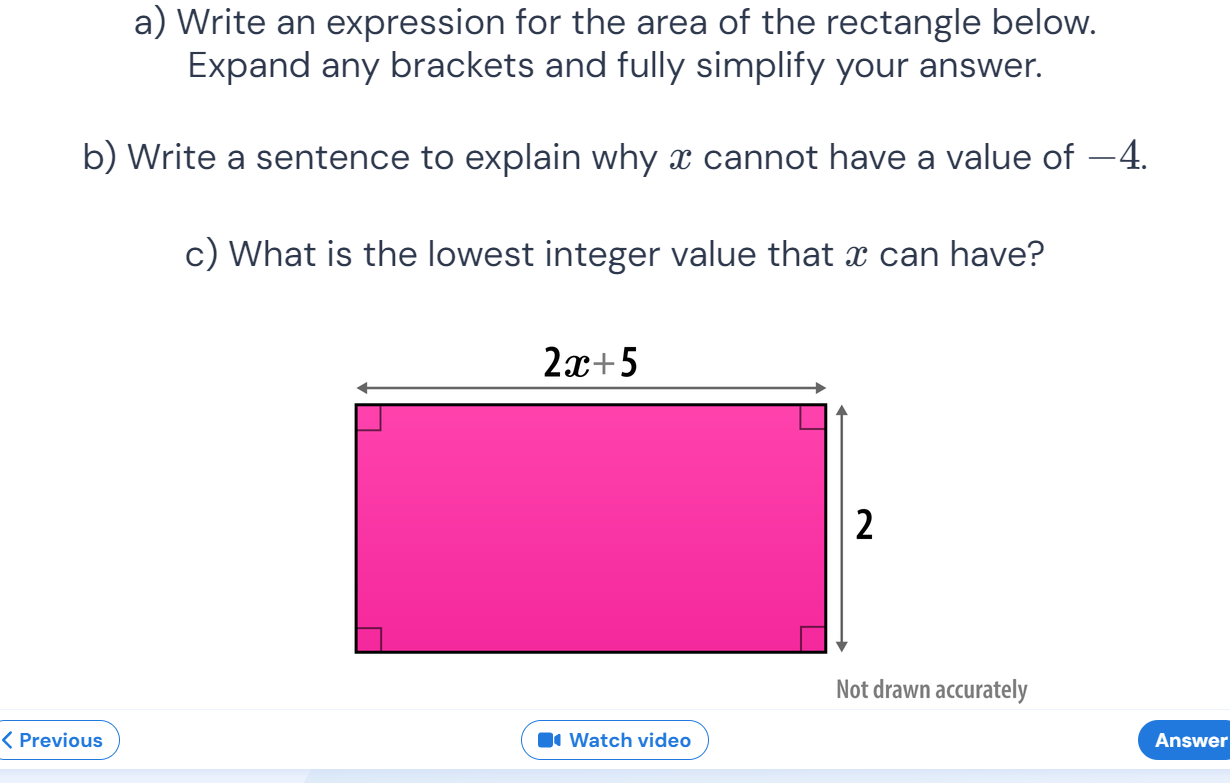 a) Write an expression for the area of the rectangle below.
Expand any brackets and fully simplify your answer.
b) Write a sentence to explain why x cannot have a value of −4.
c) What is the lowest integer value that x can have?
2x+5
2
Not drawn accurately
Previous
Watch video
Answer